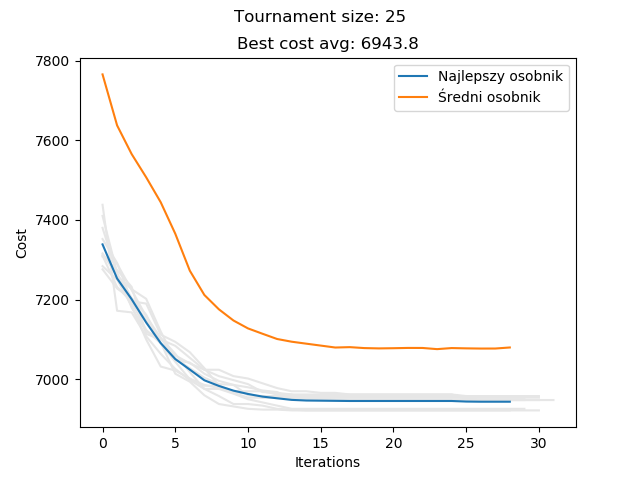 Tournament size: 25
Best cost avg: 6943.8
Najlepszy osobnik
Średni osobnik
7800
7600
7400
7200
7000
Cost
0 5 10 15 20 25 30
Iterations